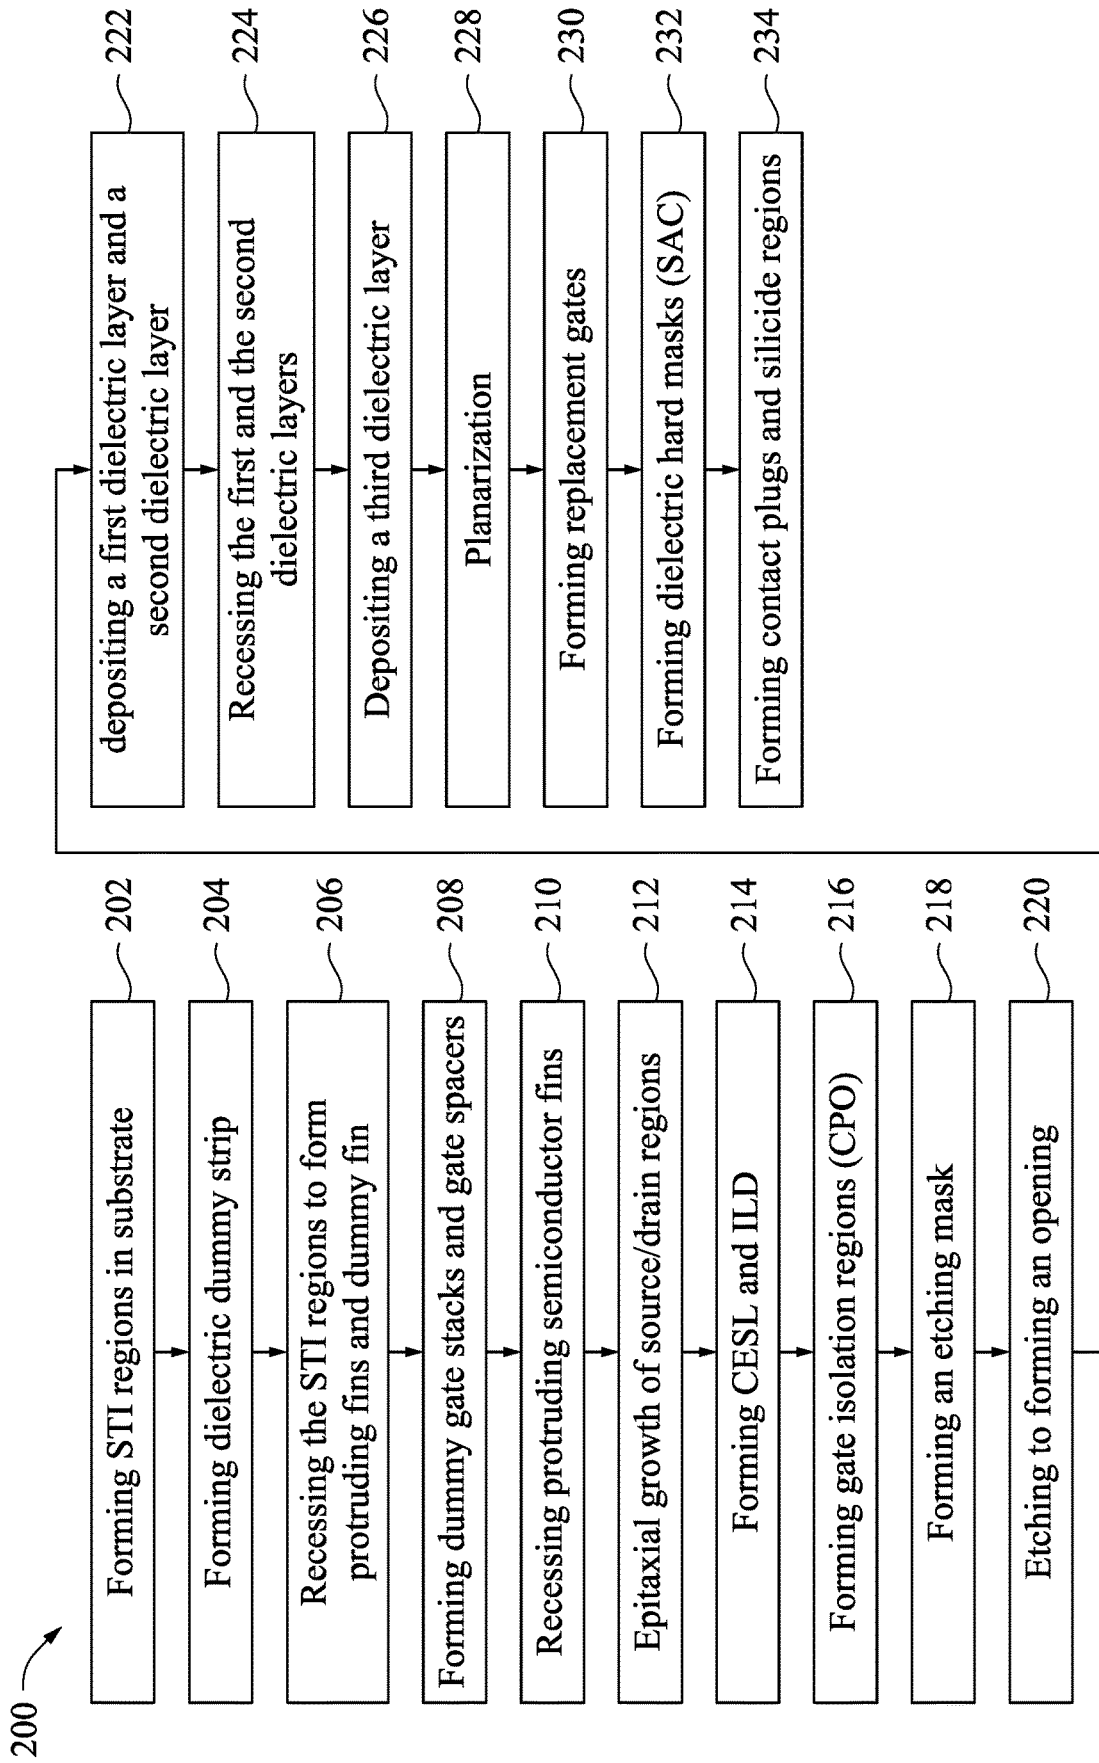 200
Forming STI regions in substrate
202
Forming dielectric dummy strip
204
Recessing the STI regions to form
protruding fins and dummy fin
206
Forming dummy gate stacks and gate spacers
208
Recessing protruding semiconductor fins
210
Epitaxial growth of source/drain regions
212
Forming CESL and ILD
214
Forming gate isolation regions (CPO)
216
Forming an etching mask
218
Etching to forming an opening
220
depositing a first dielectric layer and a
second dielectric layer
222
Recessing the first and the second
dielectric layers
224
Depositing a third dielectric layer
226
Planarization
228
Forming replacement gates
230
Forming dielectric hard masks (SAC)
232
Forming contact plugs and silicide regions
234